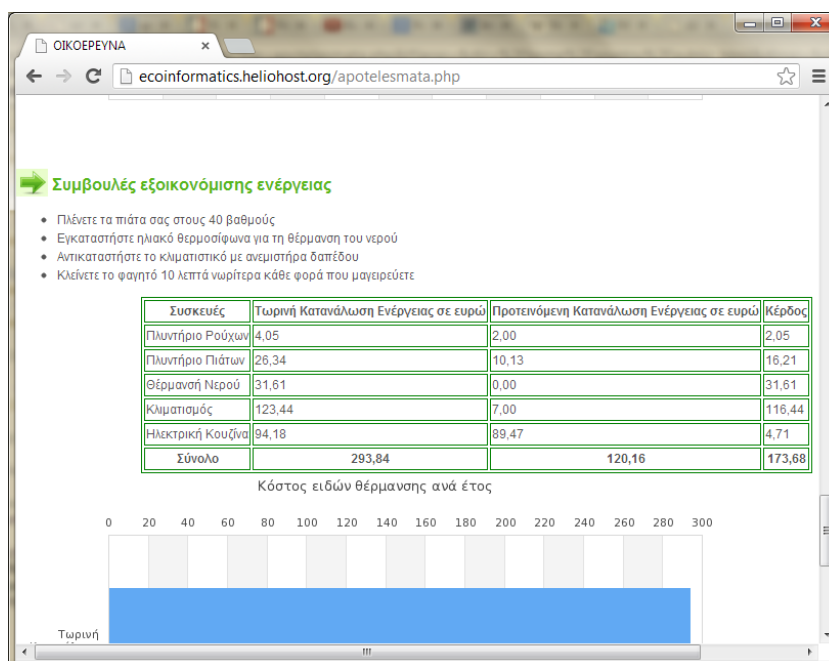 ΟΙΚΟΕΡΕΥΝΑ
ecoinformatics.heliohost.org/apotelesmata.php
Συμβουλές εξοικονόμισης ενέργειας
Πλένετε τα πιάτα σας στους 40 βαθμούς
Εγκαταστήστε ηλιακό θερμοσίφωνα για τη θέρμανση του νερού
Αντικαταστήστε το κλιματιστικό με ανεμιστήρα δαπέδου
Κλείνετε το φαγητό 10 λεπτά νωρίτερα κάθε φορά που μαγειρεύετε
Συσκευές Τωρινή Κατανάλωση Ενέργειας σε ευρώ Προτεινόμενη Κατανάλωση Ενέργειας σε ευρώ Κέρδος
Πλυντήριο Ρούχων 4,05 2,00 2,05
Πλυντήριο Πιάτων 26,34 10,13 16,21
Θέρμανσή Νερού 31,61 0,00 31,61
Κλιματισμός 123,44 7,00 116,44
Ηλεκτρική Κουζίνα 94,18 89,47 4,71
Σύνολο 293,84 120,16 173,68
Κόστος ειδών θέρμανσης ανά έτος
0 20 40 60 80 100 120 140 160 180 200 220 240 260 280 300
Τωρινή